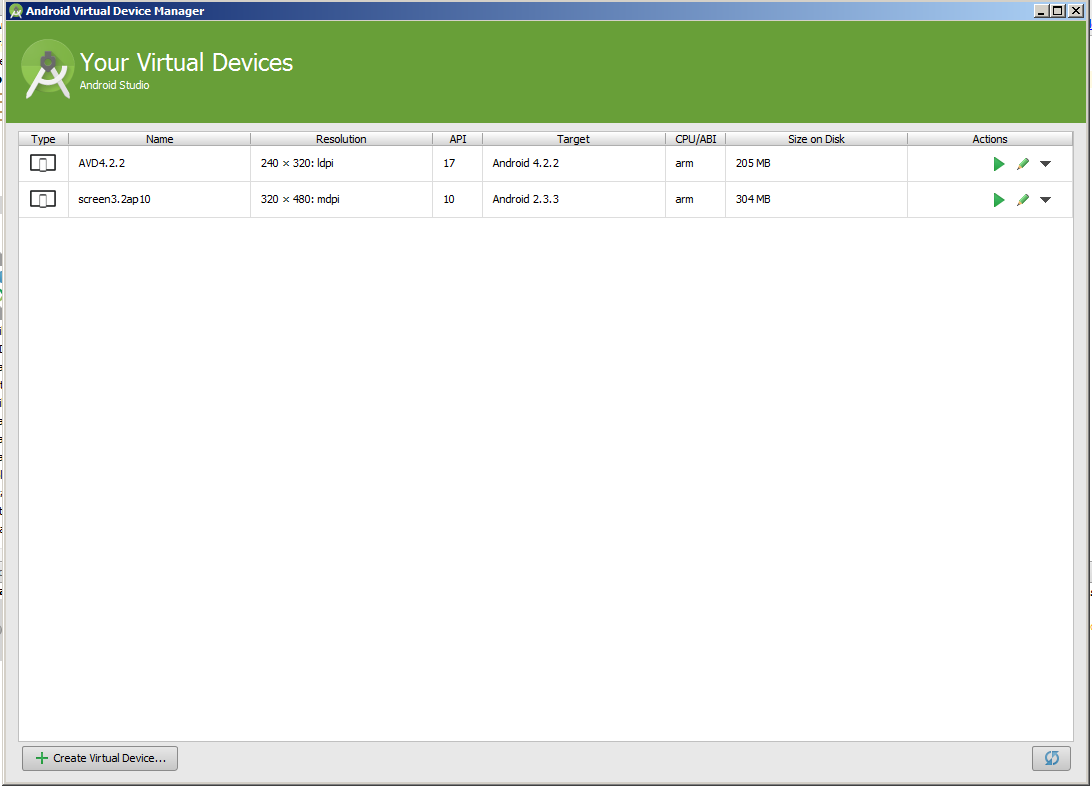 Android Virtual Device Manager
Your Virtual Devices
Android Studio
Type Name Resolution API Target CPU/ABI Size on Disk Actions
AVD4.2.2 240 × 320: ldpi 17 Android 4.2.2 arm 205 MB
screen3.2ap10 320 × 480: mdpi 10 Android 2.3.3 arm 304 MB
Create Virtual Device...